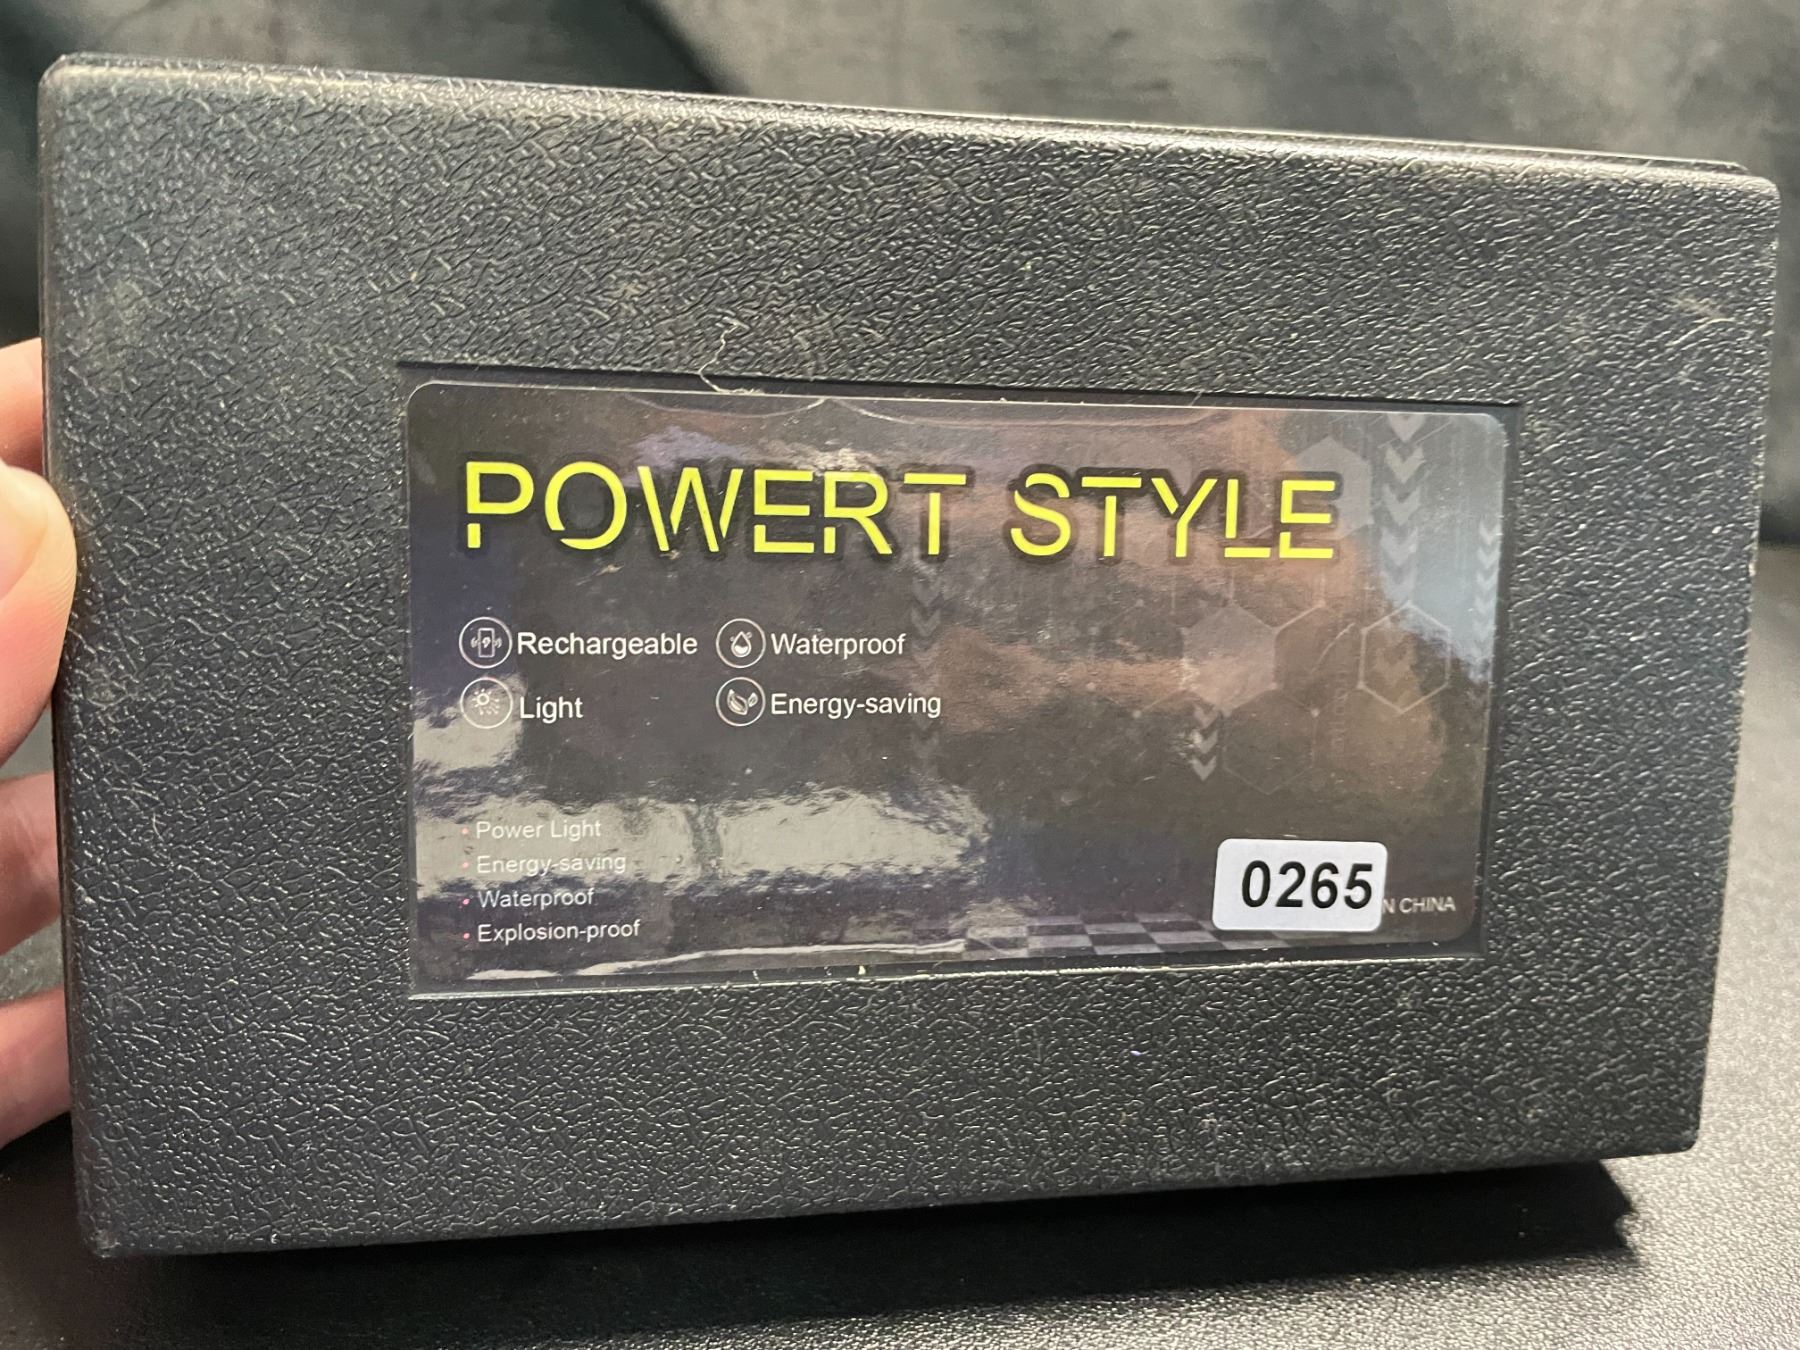 POWERT STYLE
Rechargeable Waterproof
Light Energy-saving
• Power Light
• Energy-saving
• Waterproof
• Explosion-proof
0265
N CHINA